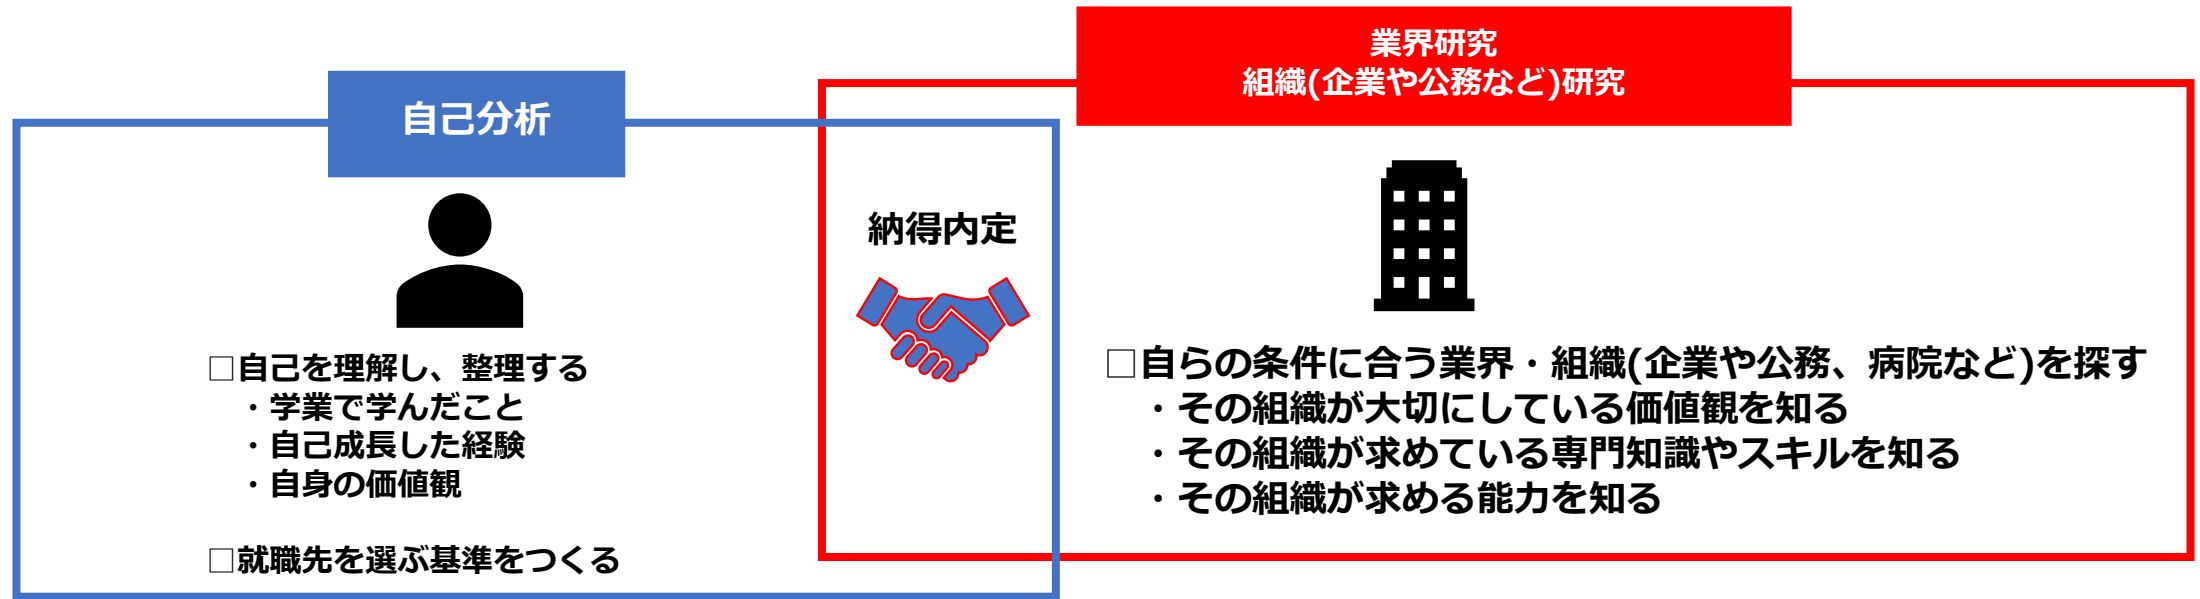 自己分析
□自己を理解し、整理する
・学業で学んだこと
・自己成長した経験
・自身の価値観
□就職先を選ぶ基準をつくる
納得内定
業界研究
組織(企業や公務など)研究
□自らの条件に合う業界・組織(企業や公務、病院など)を探す
・その組織が大切にしている価値観を知る
・その組織が求めている専門知識やスキルを知る
・その組織が求める能力を知る